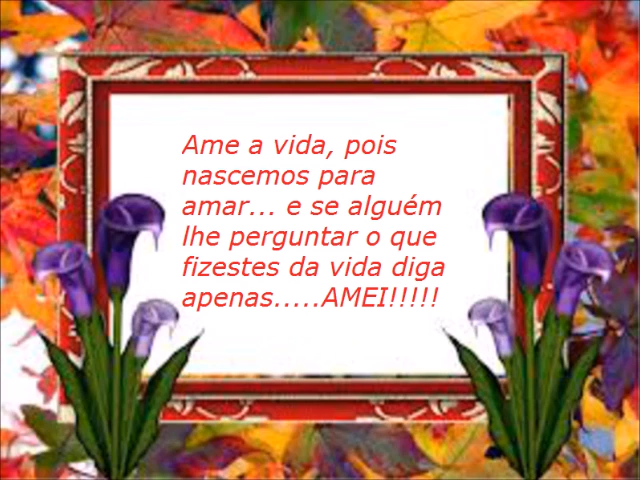 Ame a vida, pois
nascemos para
amar... e se alguém
lhe perguntar o que
fizestes da vida diga
apenas.....AMEI!!!!!